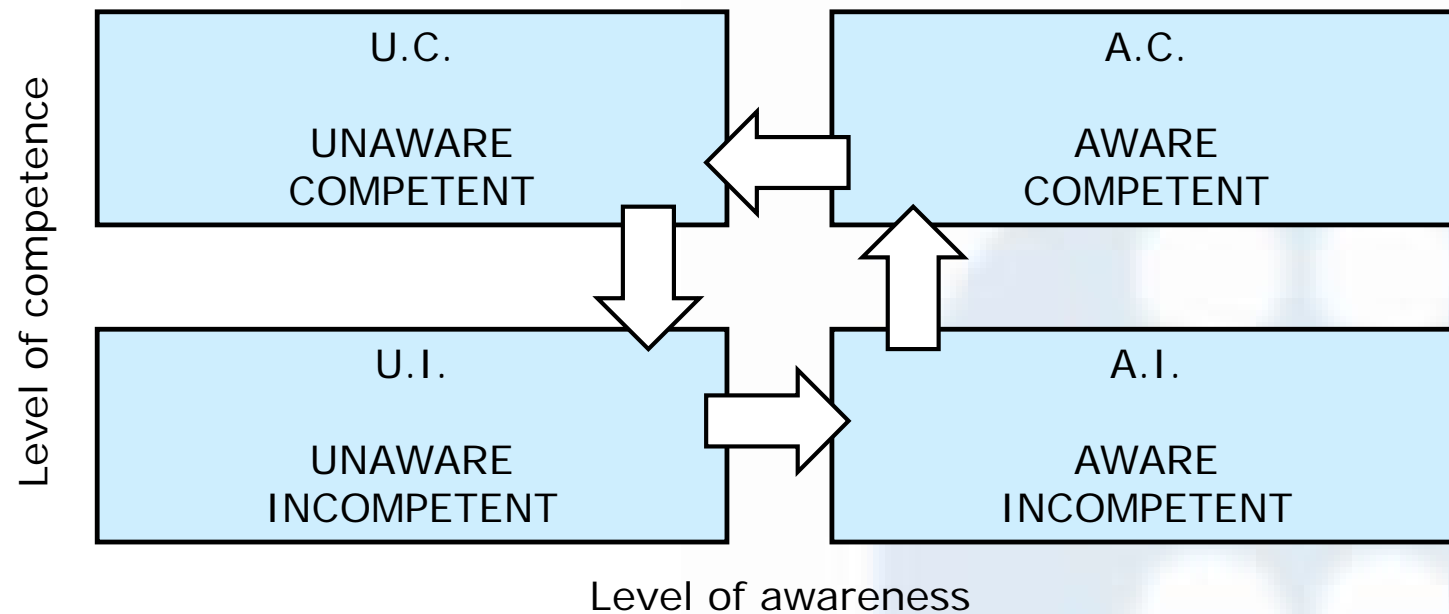 Level of competence
U.C.
UNAWARE
COMPETENT
A.C.
AWARE
COMPETENT
U.I.
UNAWARE
INCOMPETENT
A.I.
AWARE
INCOMPETENT
Level of awareness